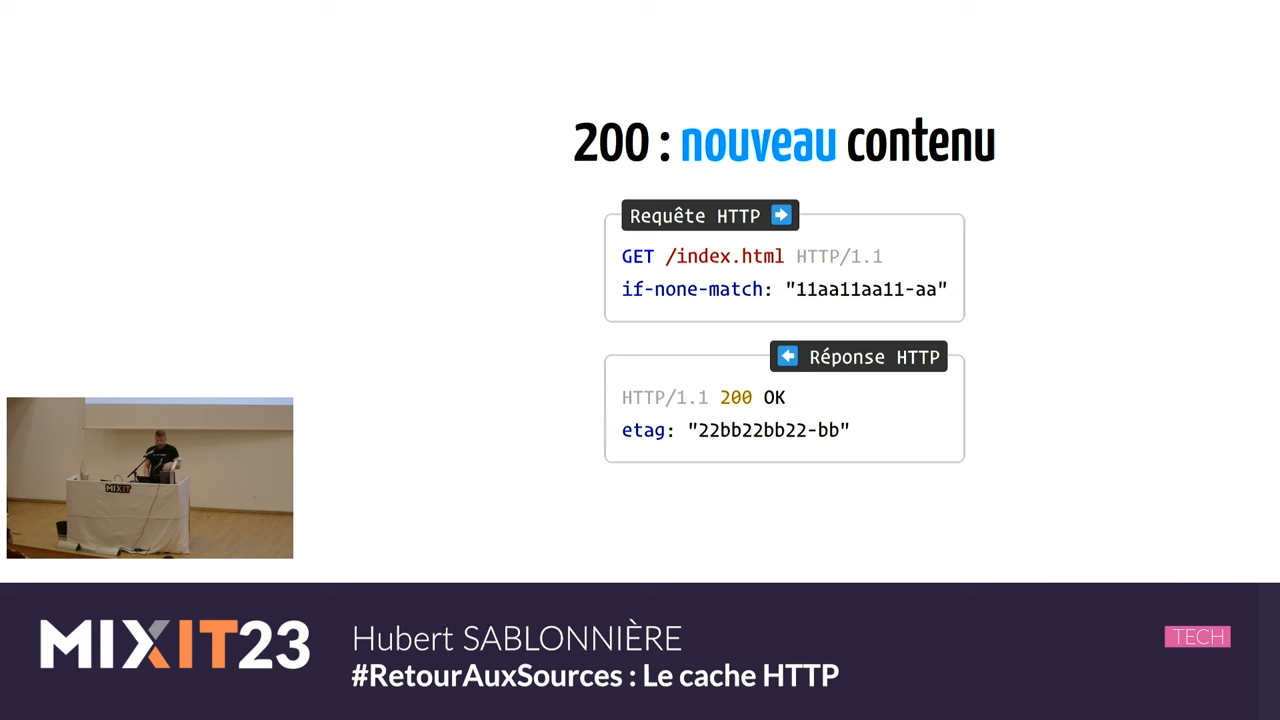 200 : nouveau contenu
Requête HTTP ➡
GET /index.html HTTP/1.1
if-none-match: "11aa11aa11-aa"
⬅ Réponse HTTP
HTTP/1.1 200 OK
etag: "22bb22bb22-bb"
MIXIT
MIXIT23
Hubert SABLONNIÈRE
#RetourAuxSources : Le cache HTTP
TECH